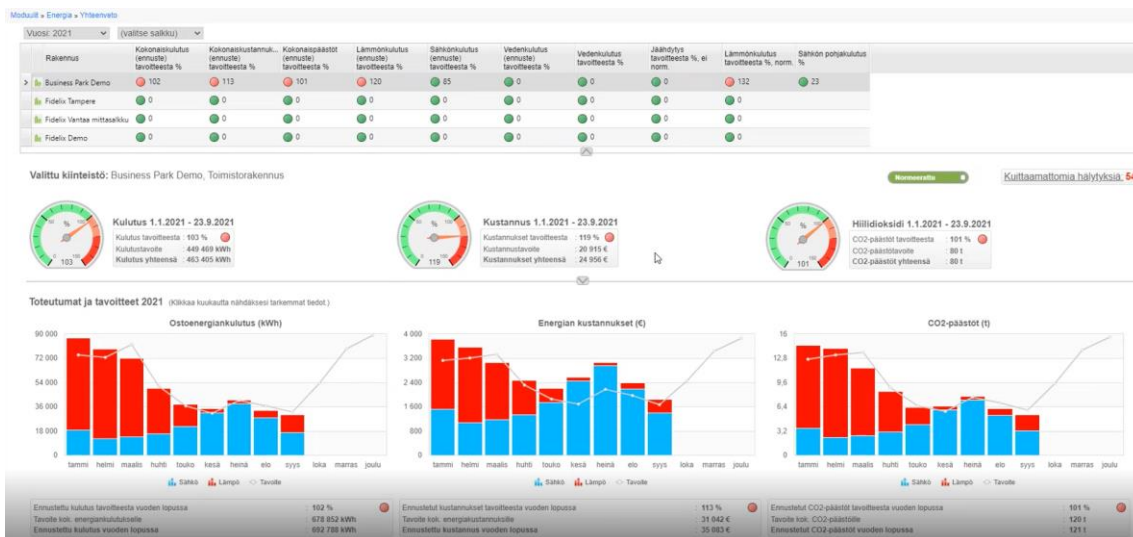 Moduulit » Energia » Yhteenveto
Vuosi: 2021 (valitse salkku)
Rakennus Kokonaiskulutus (ennuste) tavoitteesta % Kokonaiskustannuk... (ennuste) tavoitteesta % Kokonaispäästöt (ennuste) tavoitteesta % Lämmönkulutus (ennuste) tavoitteesta % Sähkönkulutus (ennuste) tavoitteesta % Vedenkulutus (ennuste) tavoitteesta % Vedenkulutus tavoitteesta % Jäähdytys tavoitteesta %, ei norm. Lämmönkulutus tavoitteesta %, norm. Sähkön pohjakulutus %
Business Park Demo 102 113 101 120 85 0 0 0 132 23
Fidelix Tampere 0 0 0 0 0 0 0 0 0
Fidelix Vantaa mittasalkku 0 0 0 0 0 0 0 0 0
Fidelix Demo 0 0 0 0 0 0 0 0 0
Valittu kiinteistö: Business Park Demo, Toimistorakennus
Normeerattu
Kuittaamattomia hälytyksiä: 54
Kulutus 1.1.2021 - 23.9.2021
Kulutus tavoitteesta : 103 %
Kulutustavoite : 449 469 kWh
Kulutus yhteensä : 463 405 kWh
% 0 50 100 150
103
Kustannus 1.1.2021 - 23.9.2021
Kustannukset tavoitteesta : 119 %
Kustannustavoite : 20 915 €
Kustannukset yhteensä : 24 956 €
% 0 50 100 150
119
Hiilidioksidi 1.1.2021 - 23.9.2021
CO2-päästöt tavoitteesta : 101 %
CO2-päästötavoite : 80 t
CO2-päästöt yhteensä : 80 t
% 0 50 100 150
101
Toteutumat ja tavoitteet 2021 (Klikkaa kuukautta nähdäksesi tarkemmat tiedot.)
Ostoenergiankulutus (kWh)
90 000
72 000
54 000
36 000
18 000
0
tammi helmi maalis huhti touko kesä heinä elo syys loka marras joulu
Sähkö Lämpö Tavoite
Energian kustannukset (€)
4 000
3 200
2 400
1 600
800
0
tammi helmi maalis huhti touko kesä heinä elo syys loka marras joulu
Sähkö Lämpö Tavoite
CO2-päästöt (t)
16
12,8
9,6
6,4
3,2
0
tammi helmi maalis huhti touko kesä heinä elo syys loka marras joulu
Sähkö Lämpö Tavoite
Ennustettu kulutus tavoitteesta vuoden lopussa : 102 %
Tavoite kok. energiankulutukselle : 678 852 kWh
Ennustettu kulutus vuoden lopussa : 692 788 kWh
Ennustetut kustannukset tavoitteesta vuoden lopussa : 113 %
Tavoite kok. energiakustannuksille : 31 042 €
Ennustettu kustannus vuoden lopussa : 35 083 €
Ennustetut CO2-päästöt tavoitteesta vuoden lopussa : 101 %
Tavoite kok. CO2-päästöille : 120 t
Ennustetut CO2-päästöt vuoden lopussa : 121 t